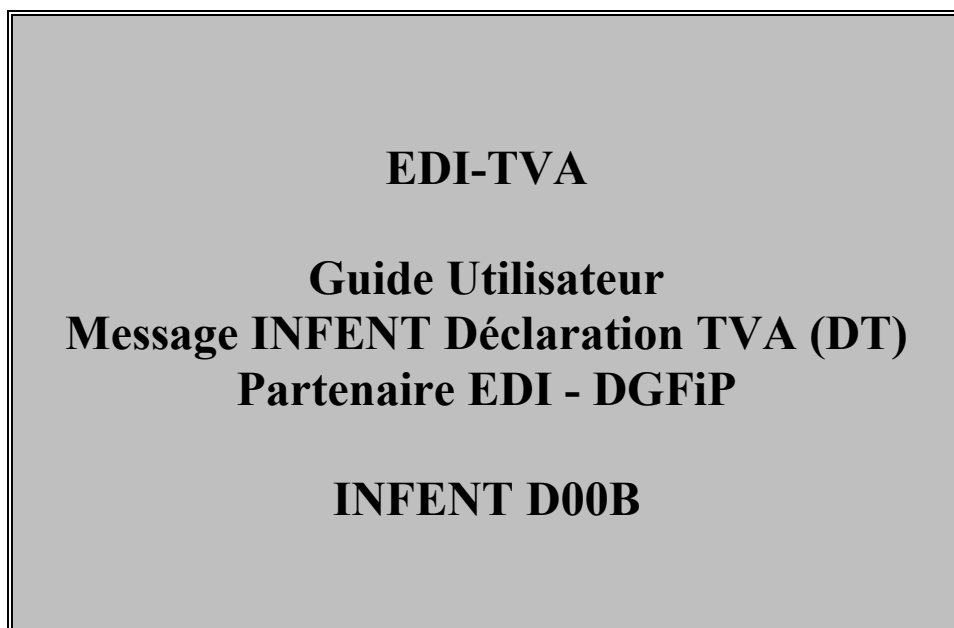 EDI-TVA
Guide Utilisateur
Message INFENT Déclaration TVA (DT)
Partenaire EDI - DGFiP
INFENT D00B